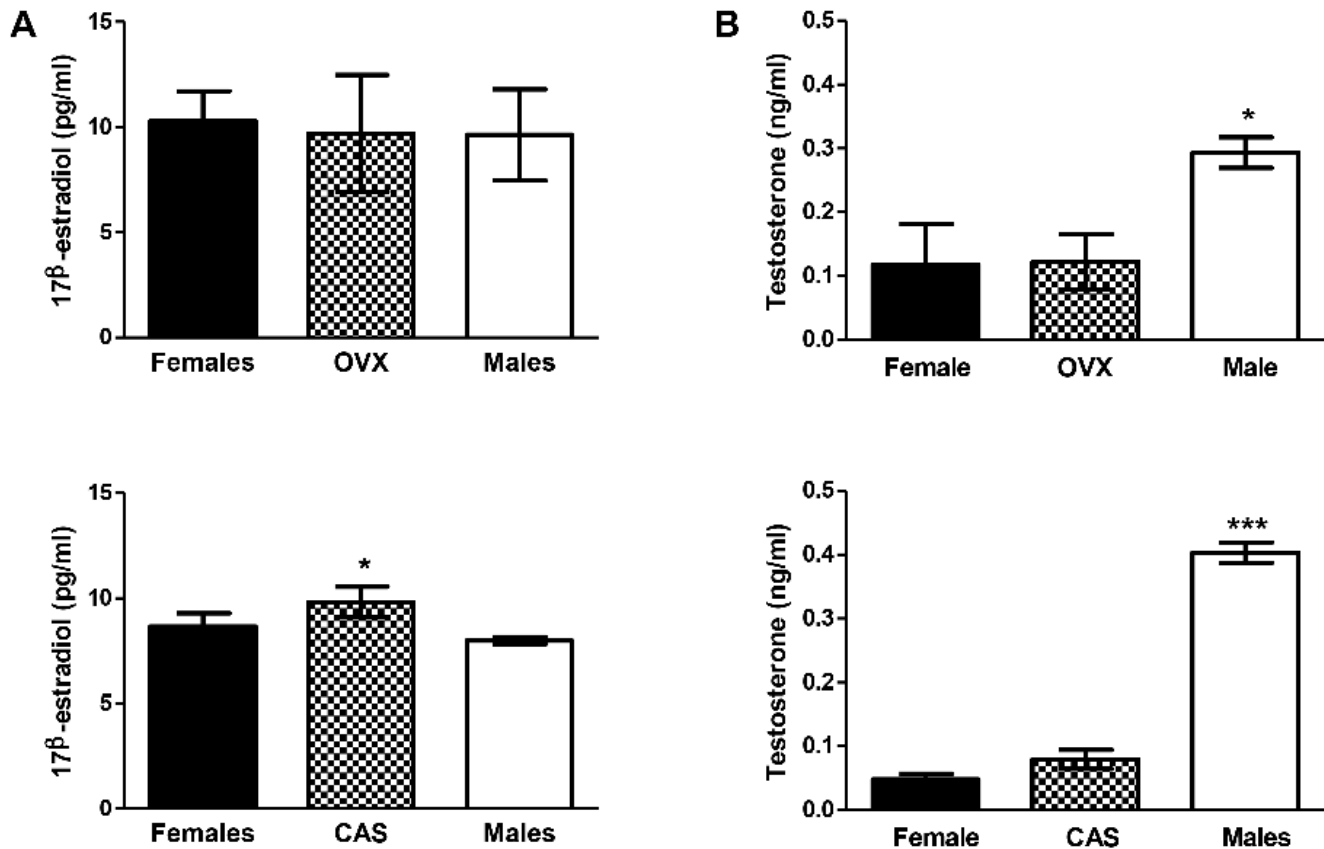 A
17β-estradiol (pg/ml)
15
10
5
0
Females OVX Males
B
Testosterone (ng/ml)
0.5
0.4
0.3
0.2
0.1
0.0
*
Female OVX Male
17β-estradiol (pg/ml)
15
10
5
0
*
Females CAS Males
Testosterone (ng/ml)
0.5
0.4
0.3
0.2
0.1
0.0
***
Female CAS Males